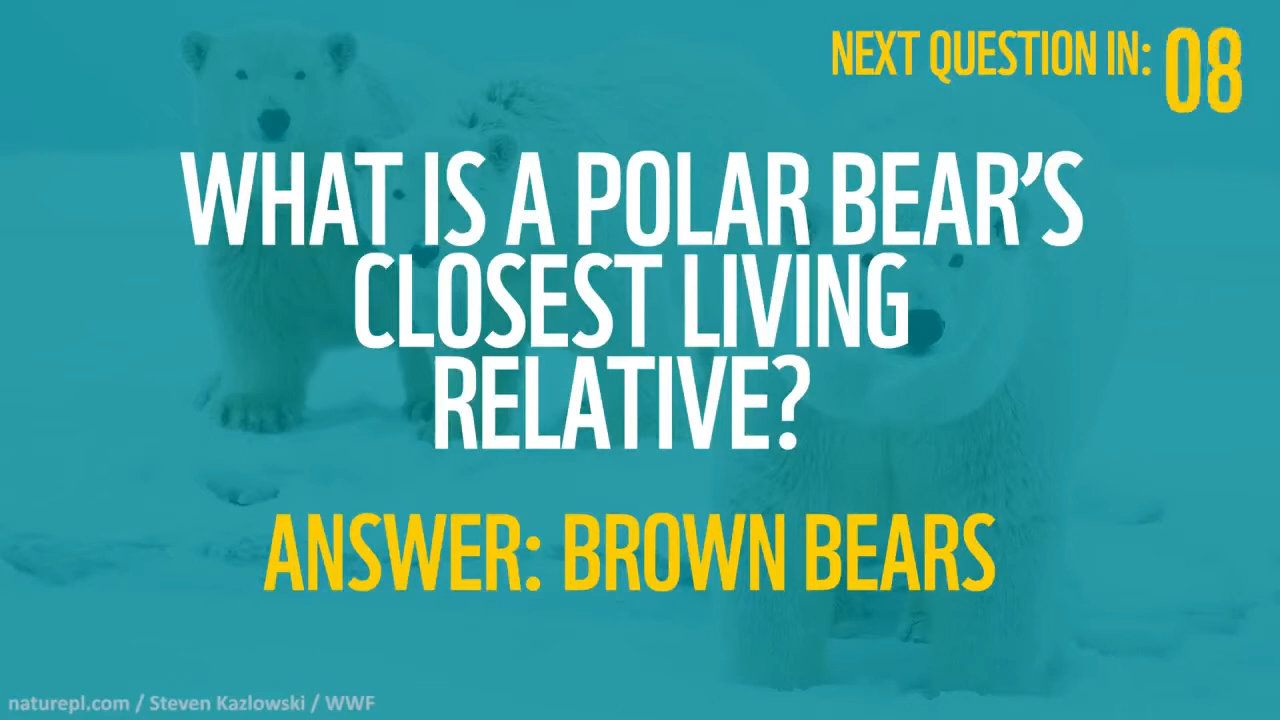 NEXT QUESTION IN: 08
WHAT IS A POLAR BEAR’S
CLOSEST LIVING
RELATIVE?
ANSWER: BROWN BEARS
naturepl.com / Steven Kazlowski / WWF